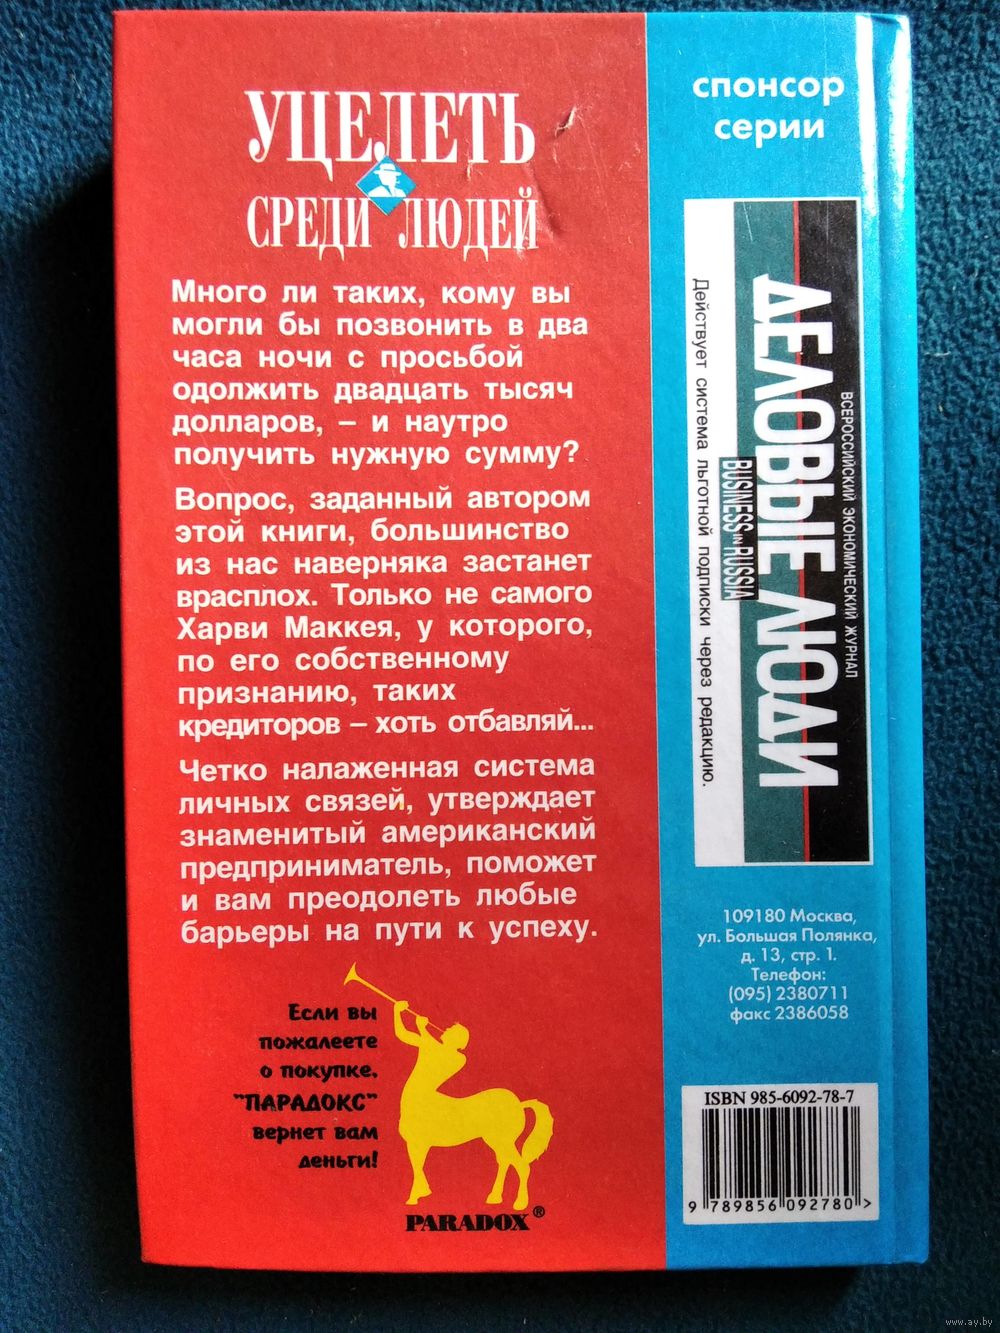 УЦЕЛЕТЬ
СРЕДИ ЛЮДЕЙ
Много ли таких, кому вы
могли бы позвонить в два
часа ночи с просьбой
одолжить двадцать тысяч
долларов, – и наутро
получить нужную сумму?
Вопрос, заданный автором
этой книги, большинство
из нас наверняка застанет
врасплох. Только не самого
Харви Маккея, у которого,
по его собственному
признанию, таких
кредиторов – хоть отбавляй...
Четко налаженная система
личных связей, утверждает
знаменитый американский
предприниматель, поможет
и вам преодолеть любые
барьеры на пути к успеху.
Если вы
пожалеете
о покупке,
"ПАРАДОКС"
вернет вам
деньги!
PARADOX®
спонсор
серии
ВСЕРОССИЙСКИЙ ЭКОНОМИЧЕСКИЙ ЖУРНАЛ
ДЕЛОВЫЕ ЛЮДИ
BUSINESS IN RUSSIA
Действует система льготной подписки через редакцию.
109180 Москва,
ул. Большая Полянка,
д. 13, стр. 1.
Телефон:
(095) 2380711
факс 2386058
ISBN 985-6092-78-7
9 789856 092780 >
www.ay.by